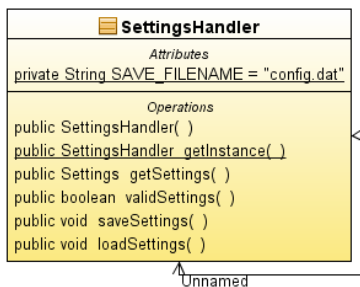 SettingsHandler
Attributes
private String SAVE_FILENAME = "config.dat"
Operations
public SettingsHandler( )
public SettingsHandler getInstance( )
public Settings getSettings( )
public boolean validSettings( )
public void saveSettings( )
public void loadSettings( )
Unnamed